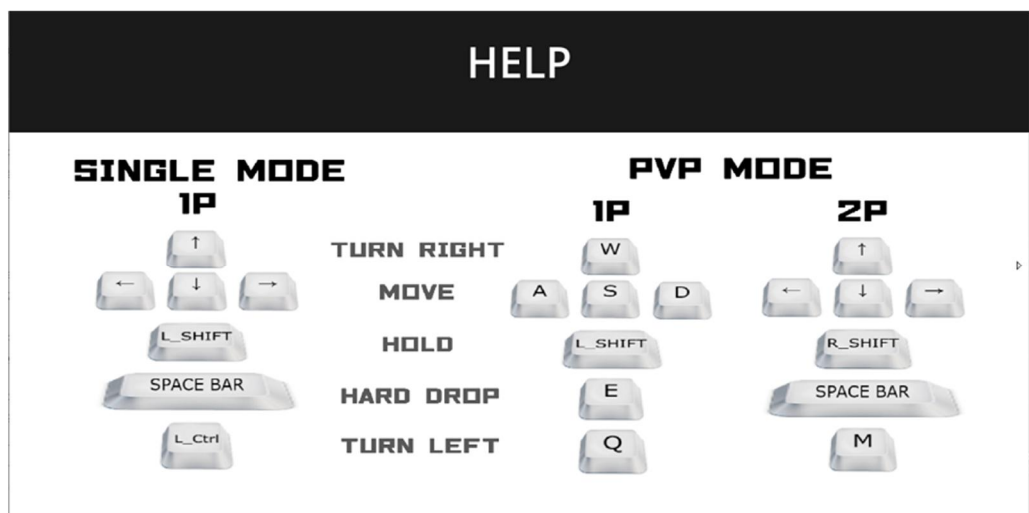 HELP
SINGLE MODE PVP MODE
1P 1P 2P
↑ TURN RIGHT W ↑
← ↓ → MOVE A S D ← ↓ →
L_SHIFT HOLD L_SHIFT R_SHIFT
SPACE BAR HARD DROP E SPACE BAR
L_Ctrl TURN LEFT Q M